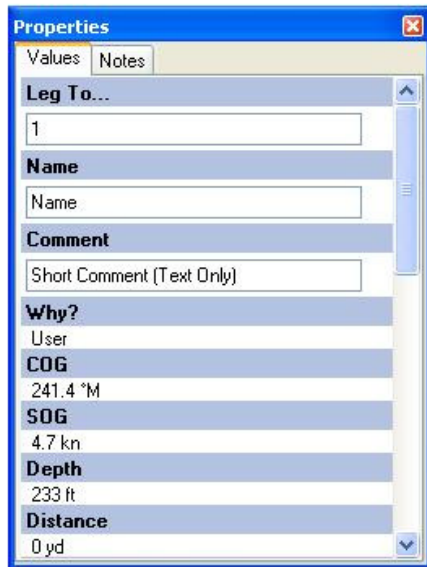 Properties
Values Notes
Leg To...
1
Name
Name
Comment
Short Comment (Text Only)
Why?
User
COG
241.4 °M
SOG
4.7 kn
Depth
233 ft
Distance
0 yd